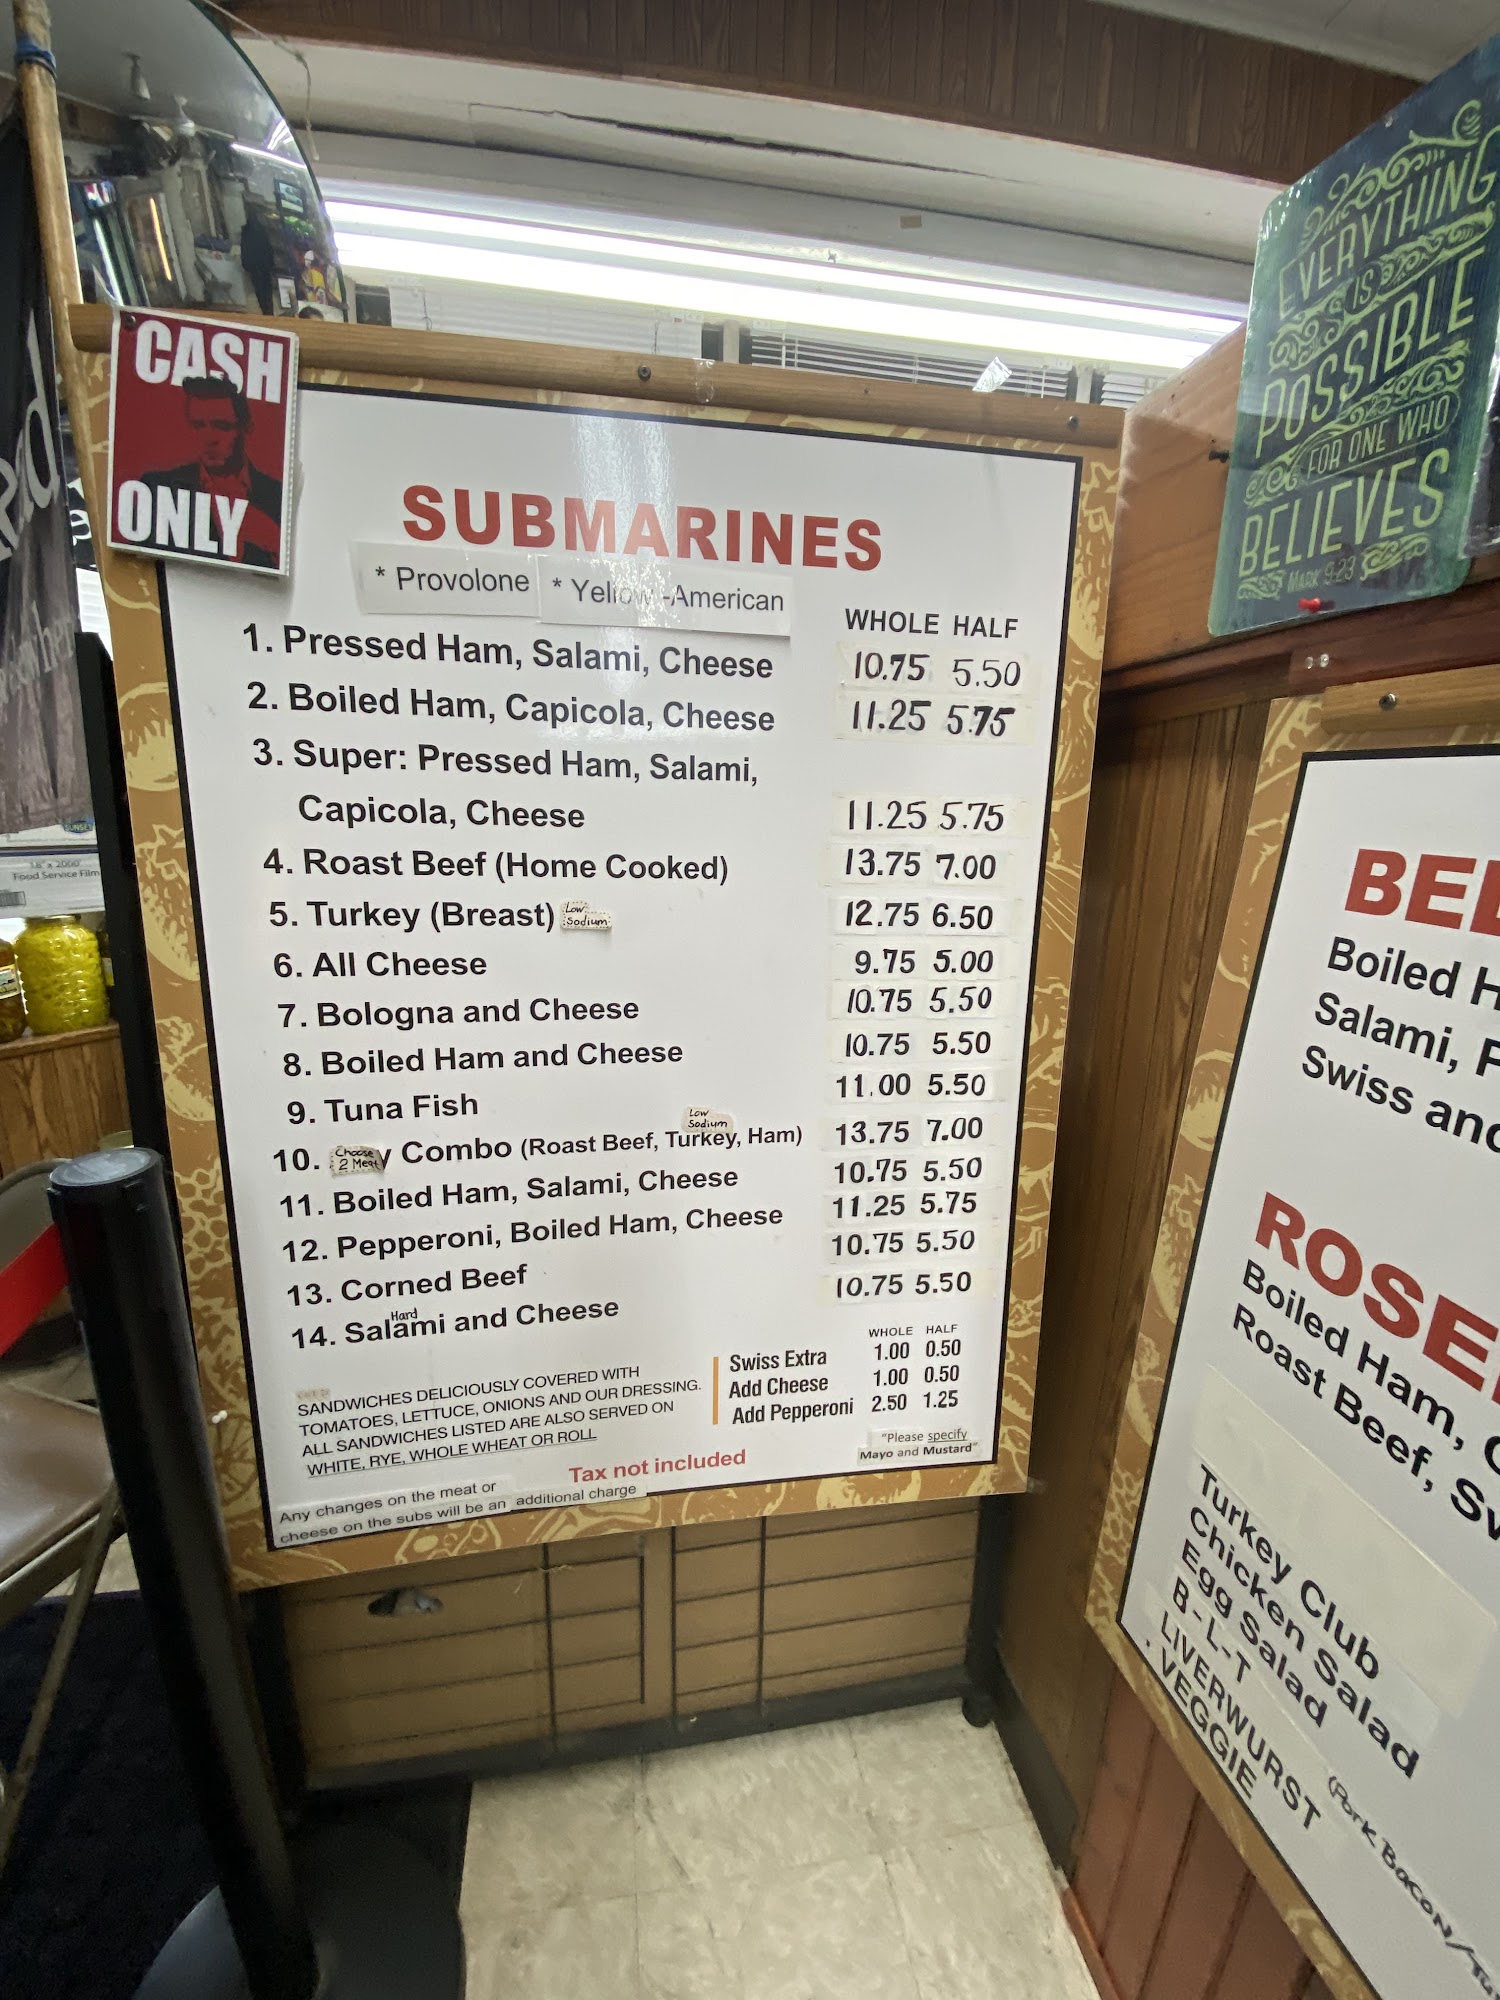 CASH
ONLY
EVERYTHING
IS
POSSIBLE
FOR ONE WHO
BELIEVES
MARK 9:23
SUBMARINES
* Provolone * Yellow-American
WHOLE HALF
1. Pressed Ham, Salami, Cheese 10.75 5.50
2. Boiled Ham, Capicola, Cheese 11.25 5.75
3. Super: Pressed Ham, Salami,
Capicola, Cheese 11.25 5.75
4. Roast Beef (Home Cooked) 13.75 7.00
5. Turkey (Breast) Low Sodium 12.75 6.50
6. All Cheese 9.75 5.00
7. Bologna and Cheese 10.75 5.50
8. Boiled Ham and Cheese 10.75 5.50
9. Tuna Fish 11.00 5.50
Low Sodium
10. Choose 2 Meat y Combo (Roast Beef, Turkey, Ham) 13.75 7.00
11. Boiled Ham, Salami, Cheese 10.75 5.50
12. Pepperoni, Boiled Ham, Cheese 11.25 5.75
13. Corned Beef 10.75 5.50
Hard
14. Salami and Cheese 10.75 5.50
WHOLE HALF
Swiss Extra 1.00 0.50
Add Cheese 1.00 0.50
Add Pepperoni 2.50 1.25
SANDWICHES DELICIOUSLY COVERED WITH
TOMATOES, LETTUCE, ONIONS AND OUR DRESSING.
ALL SANDWICHES LISTED ARE ALSO SERVED ON
WHITE, RYE, WHOLE WHEAT OR ROLL
"Please specify
Mayo and Mustard"
Tax not included
Any changes on the meat or
cheese on the subs will be an additional charge
18" x 2000'
Food Service Film
Boiled
Salami,
Swiss and
ROSE
Boiled Ham,
Roast Beef,
Turkey Club
Chicken Salad
Egg Salad
B-L-T
LIVERWURST
VEGGIE
(Pork Bacon/